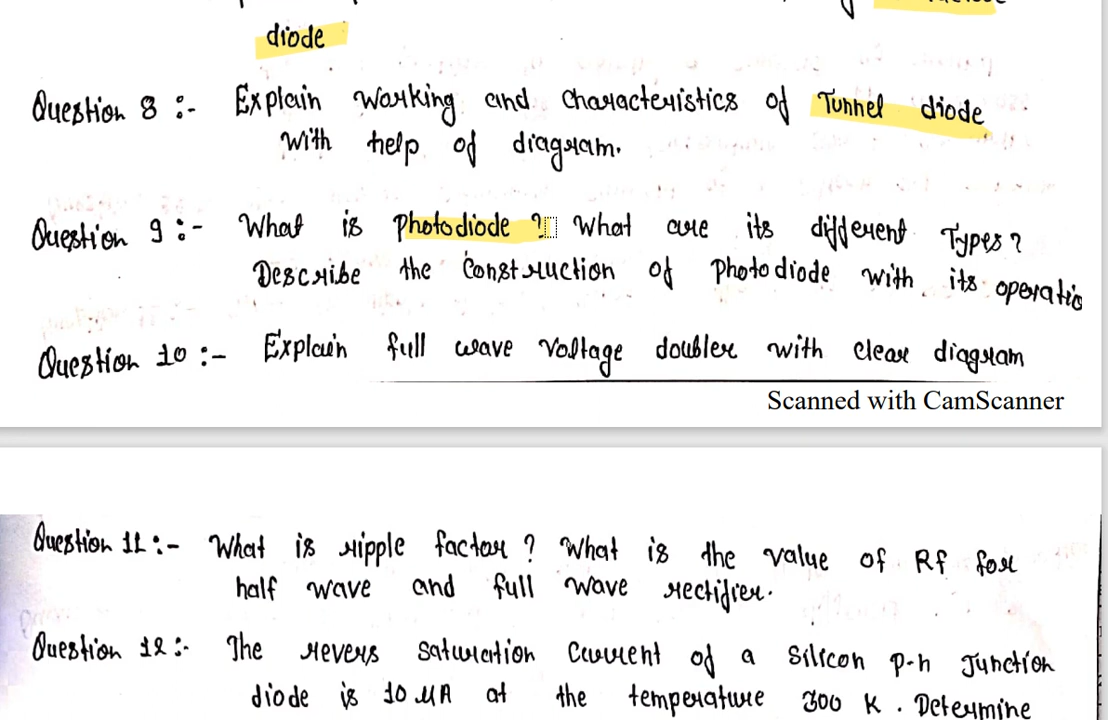 diode
Question 8 :- Explain working and characteristics of Tunnel diode
with help of diagram.
Question 9 :- What is Photodiode ? What are its different Types ?
Describe the Construction of Photodiode with its operatio
Question 10 :- Explain full wave Voltage doubler with clear diagram
Scanned with CamScanner
Question 11 :- What is ripple factor ? What is the value of Rf for
half wave and full wave rectifier.
Question 12 :- The revers saturation current of a Silicon p-n Junction
diode is 10 μA at the temperature 300 K . Determine